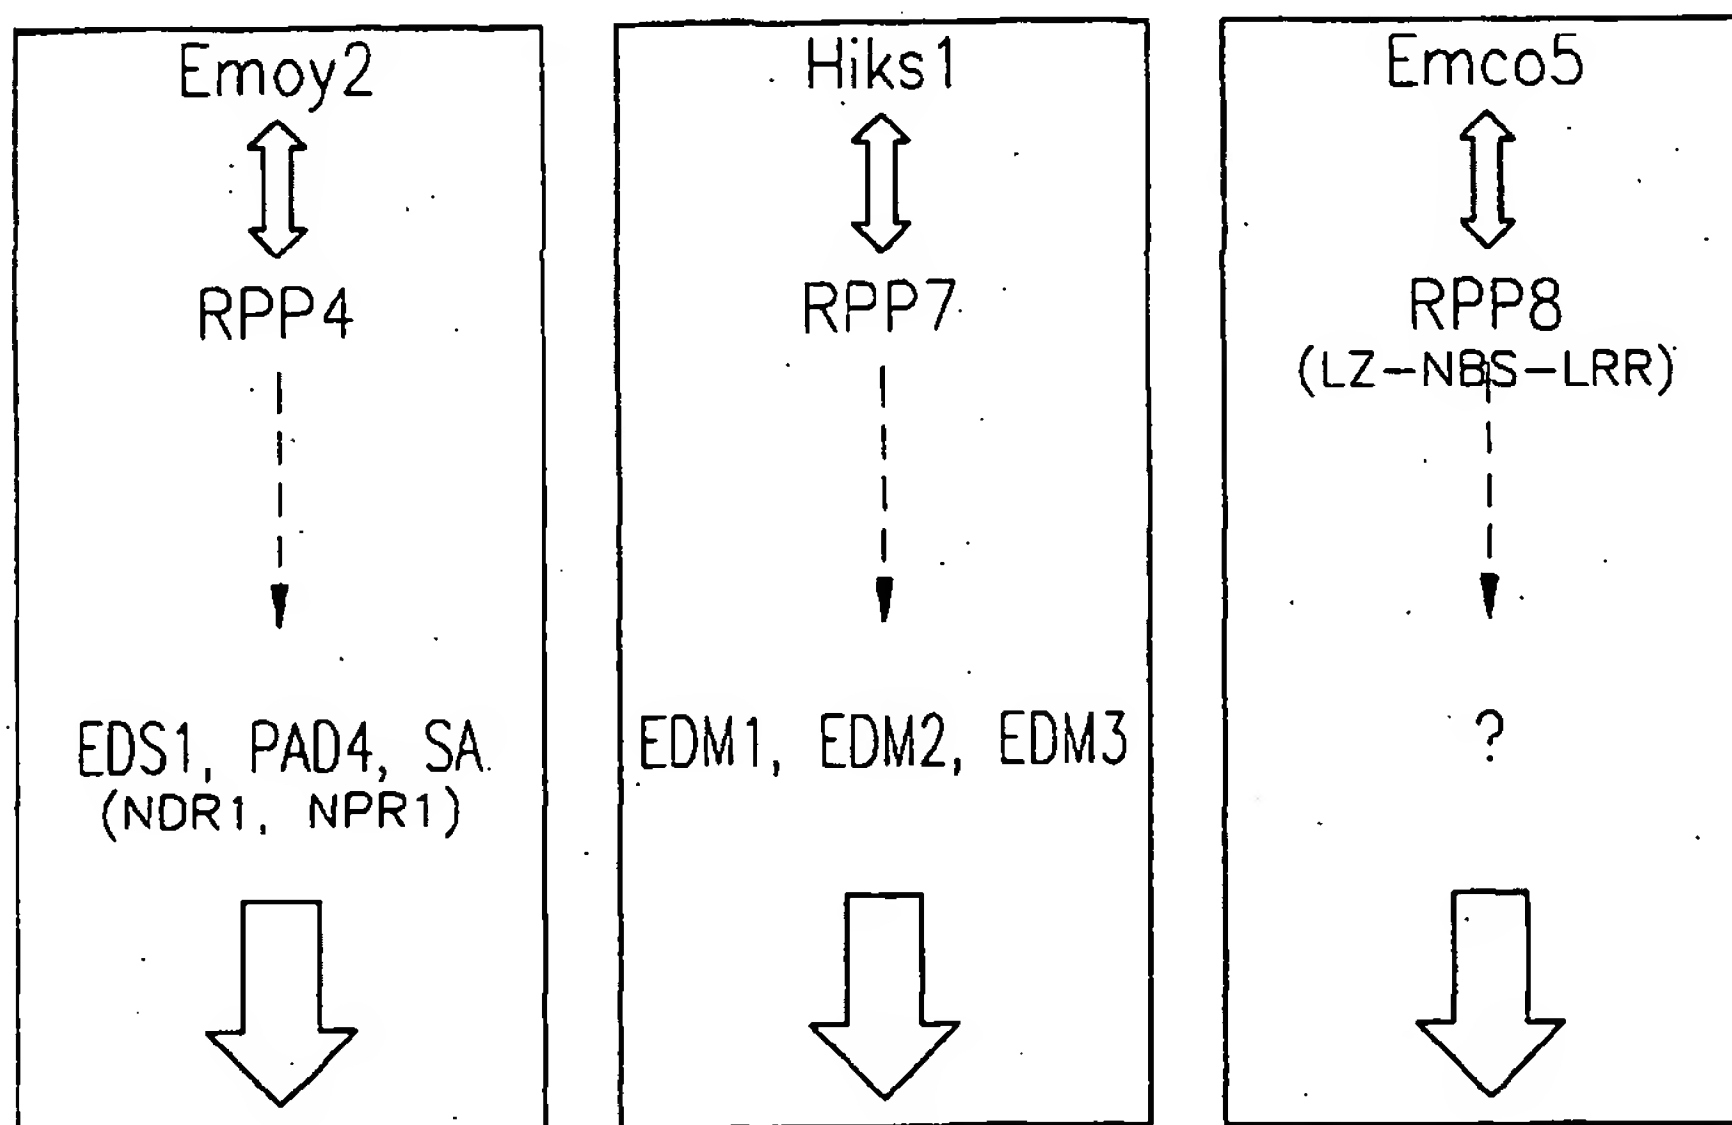 Emoy2
RPP4
EDS1, PAD4, SA
(NDR1, NPR1)
Hiks1
RPP7
EDM1, EDM2, EDM3
Emco5
RPP8
(LZ-NBS-LRR)
?